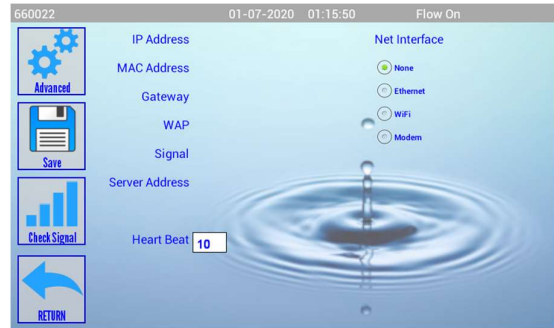 660022 01-07-2020 01:15:50 Flow On
IP Address
MAC Address
Gateway
WAP
Signal
Server Address
Heart Beat 10
Net Interface
None
Ethernet
WiFi
Modem
Advanced
Save
Check Signal
RETURN